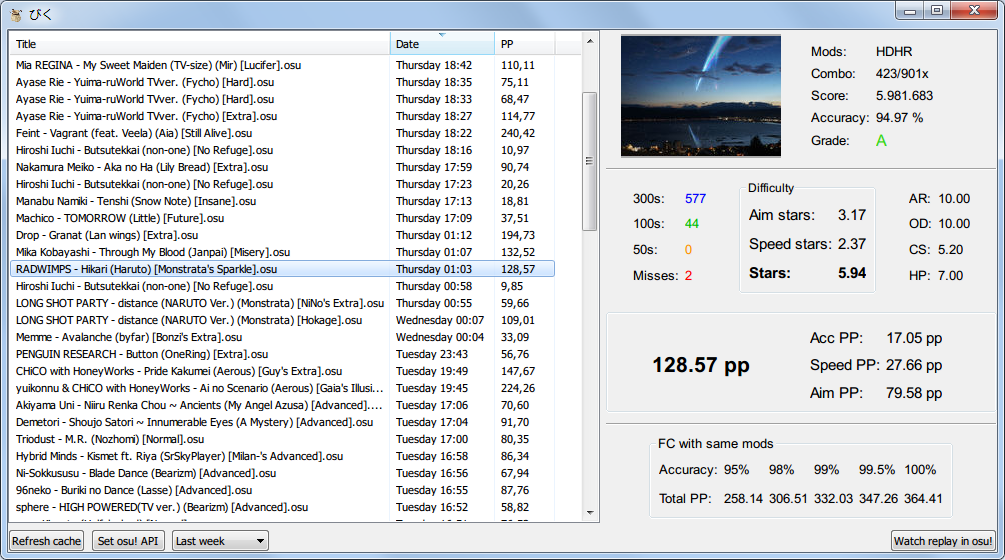 びく
Title Date PP
Mia REGINA - My Sweet Maiden (TV-size) (Mir) [Lucifer].osu Thursday 18:42 110,11
Ayase Rie - Yuima-ruWorld TVver. (Fycho) [Hard].osu Thursday 18:35 75,11
Ayase Rie - Yuima-ruWorld TVver. (Fycho) [Hard].osu Thursday 18:33 68,47
Ayase Rie - Yuima-ruWorld TVver. (Fycho) [Extra].osu Thursday 18:27 114,77
Feint - Vagrant (feat. Veela) (Aia) [Still Alive].osu Thursday 18:22 240,42
Hiroshi Iuchi - Butsutekkai (non-one) [No Refuge].osu Thursday 18:16 10,97
Nakamura Meiko - Aka no Ha (Lily Bread) [Extra].osu Thursday 17:59 90,74
Hiroshi Iuchi - Butsutekkai (non-one) [No Refuge].osu Thursday 17:23 20,26
Manabu Namiki - Tenshi (Snow Note) [Insane].osu Thursday 17:13 18,81
Machico - TOMORROW (Little) [Future].osu Thursday 17:09 37,51
Drop - Granat (Lan wings) [Extra].osu Thursday 01:12 194,73
Mika Kobayashi - Through My Blood (Janpai) [Misery].osu Thursday 01:07 132,52
RADWIMPS - Hikari (Haruto) [Monstrata's Sparkle].osu Thursday 01:03 128,57
Hiroshi Iuchi - Butsutekkai (non-one) [No Refuge].osu Thursday 00:58 9,85
LONG SHOT PARTY - distance (NARUTO Ver.) (Monstrata) [NiNo's Extra].osu Thursday 00:55 59,66
LONG SHOT PARTY - distance (NARUTO Ver.) (Monstrata) [Hokage].osu Wednesday 00:07 109,01
Memme - Avalanche (byfar) [Bonzi's Extra].osu Wednesday 00:04 33,09
PENGUIN RESEARCH - Button (OneRing) [Extra].osu Tuesday 23:43 56,76
CHiCO with HoneyWorks - Pride Kakumei (Aerous) [Guy's Extra].osu Tuesday 19:49 147,67
yuikonnu & CHiCO with HoneyWorks - Ai no Scenario (Aerous) [Gaia's Illusi... Tuesday 19:45 224,26
Akiyama Uni - Niiru Renka Chou ~ Ancients (My Angel Azusa) [Advanced].... Tuesday 17:06 70,60
Demetori - Shoujo Satori ~ Innumerable Eyes (A Mystery) [Advanced].osu Tuesday 17:04 91,70
Triodust - M.R. (Nozhomi) [Normal].osu Tuesday 17:00 80,35
Hybrid Minds - Kismet ft. Riya (SrSkyPlayer) [Milan-'s Advanced].osu Tuesday 16:58 86,34
Ni-Sokkususu - Blade Dance (Bearizm) [Advanced].osu Tuesday 16:56 67,94
96neko - Buriki no Dance (Lasse) [Advanced].osu Tuesday 16:55 87,76
sphere - HIGH POWERED(TV ver.) (Bearizm) [Advanced].osu Tuesday 16:52 58,82
Refresh cache Set osu! API Last week
Mods: HDHR
Combo: 423/901x
Score: 5.981.683
Accuracy: 94.97 %
Grade: A
300s: 577
100s: 44
50s: 0
Misses: 2
Difficulty
Aim stars: 3.17
Speed stars: 2.37
Stars: 5.94
AR: 10.00
OD: 10.00
CS: 5.20
HP: 7.00
128.57 pp
Acc PP: 17.05 pp
Speed PP: 27.66 pp
Aim PP: 79.58 pp
FC with same mods
Accuracy: 95% 98% 99% 99.5% 100%
Total PP: 258.14 306.51 332.03 347.26 364.41
Watch replay in osu!